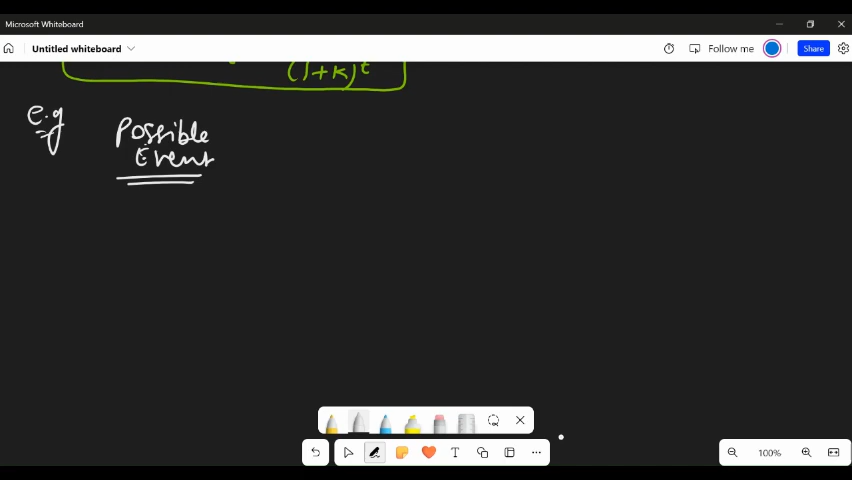 Microsoft Whiteboard
Untitled whiteboard
Follow me
Share
(1+K)^t
e.g
Possible
Event
T
100%